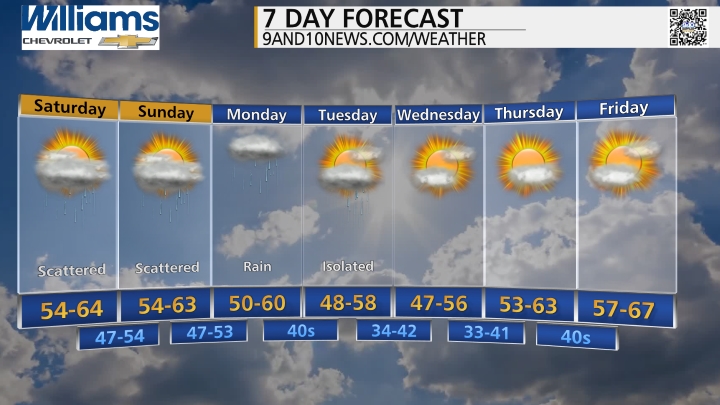 Williams
CHEVROLET
7 DAY FORECAST
9AND10NEWS.COM/WEATHER
Saturday Sunday Monday Tuesday Wednesday Thursday Friday
Scattered Scattered Rain Isolated
54-64 54-63 50-60 48-58 47-56 53-63 57-67
47-54 47-53 40s 34-42 33-41 40s